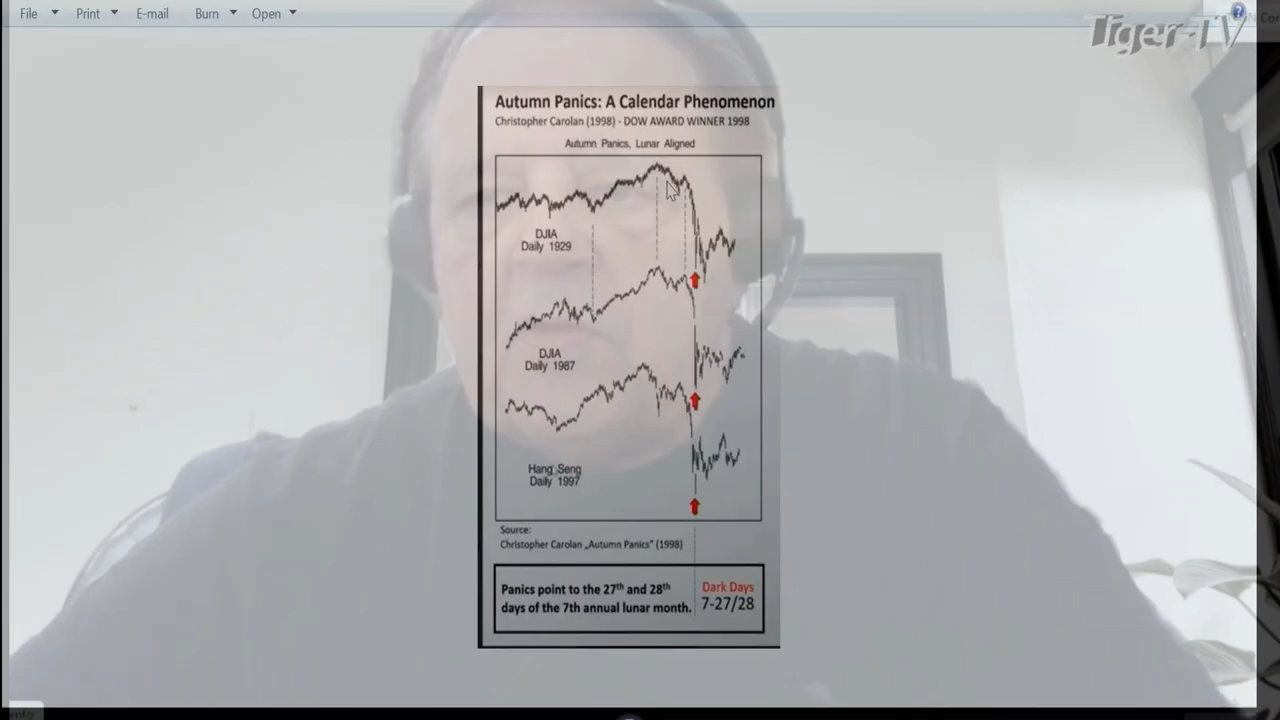 File Print E-mail Burn Open
Tiger-TV
Autumn Panics: A Calendar Phenomenon
Christopher Carolan (1998) - DOW AWARD WINNER 1998
Autumn Panics, Lunar Aligned
DJIA
Daily 1929
DJIA
Daily 1987
Hang Seng
Daily 1997
Source:
Christopher Carolan „Autumn Panics" (1998)
Panics point to the 27th and 28th
days of the 7th annual lunar month.
Dark Days
7-27/28